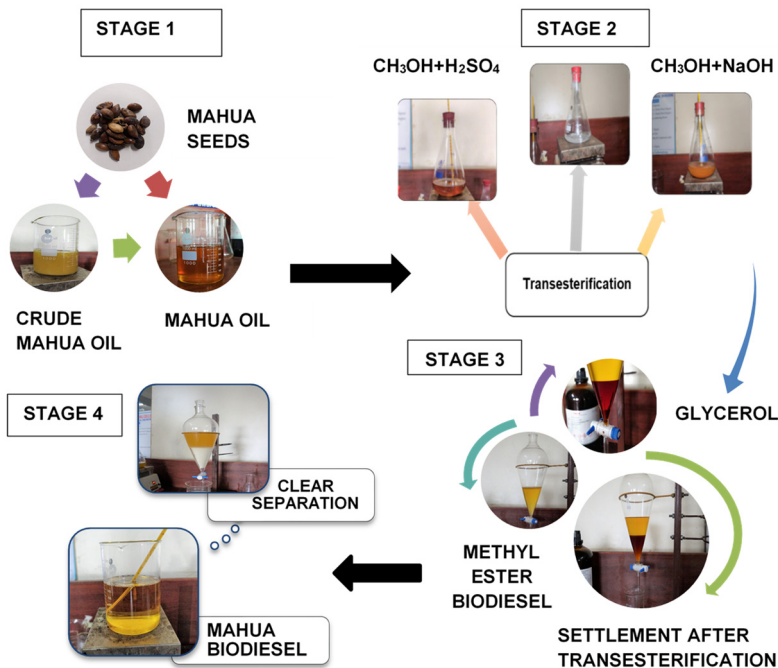 STAGE 1
MAHUA
SEEDS
CRUDE
MAHUA OIL
MAHUA OIL
STAGE 2
CH₃OH+H₂SO₄
CH₃OH+NaOH
Transesterification
STAGE 3
GLYCEROL
METHYL
ESTER
BIODIESEL
SETTLEMENT AFTER
TRANSESTERIFICATION
STAGE 4
CLEAR
SEPARATION
MAHUA
BIODIESEL